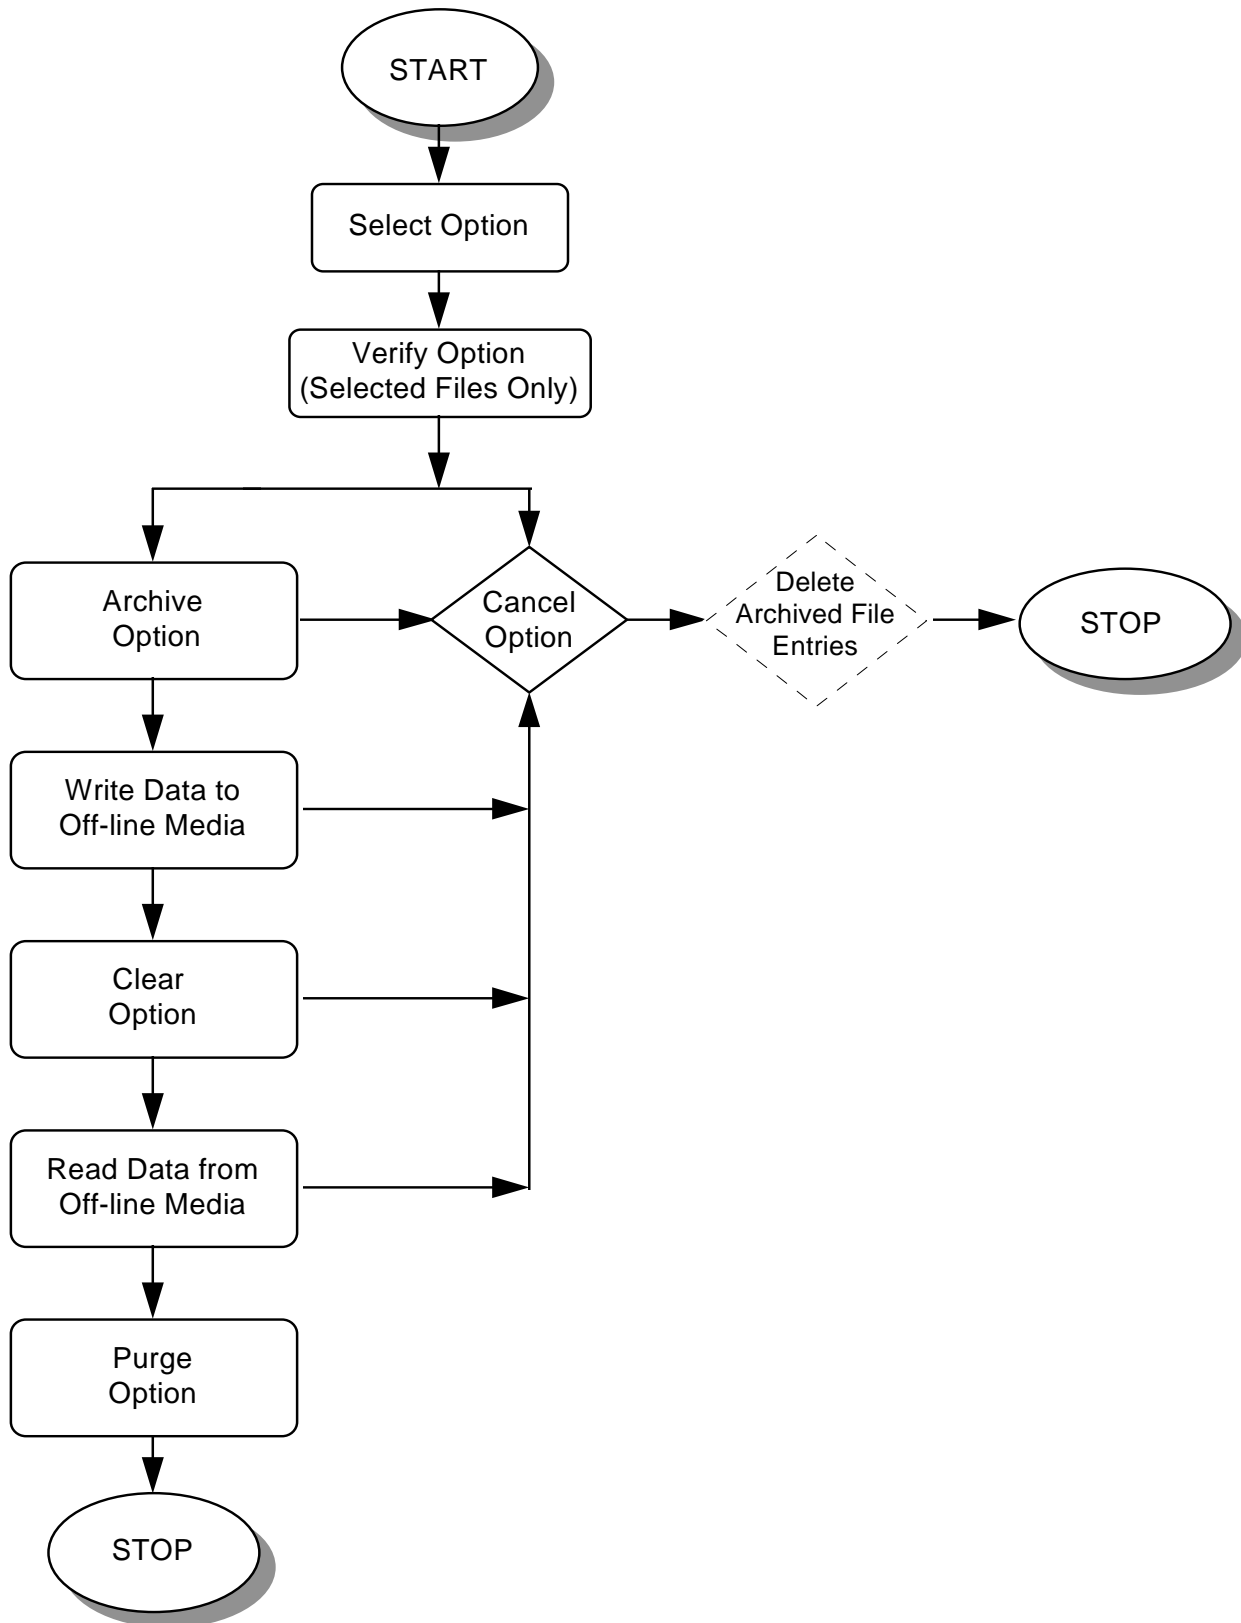 START
Select Option
Verify Option
(Selected Files Only)
Archive
Option
Cancel
Option
Delete
Archived File
Entries
STOP
Write Data to
Off-line Media
Clear
Option
Read Data from
Off-line Media
Purge
Option
STOP